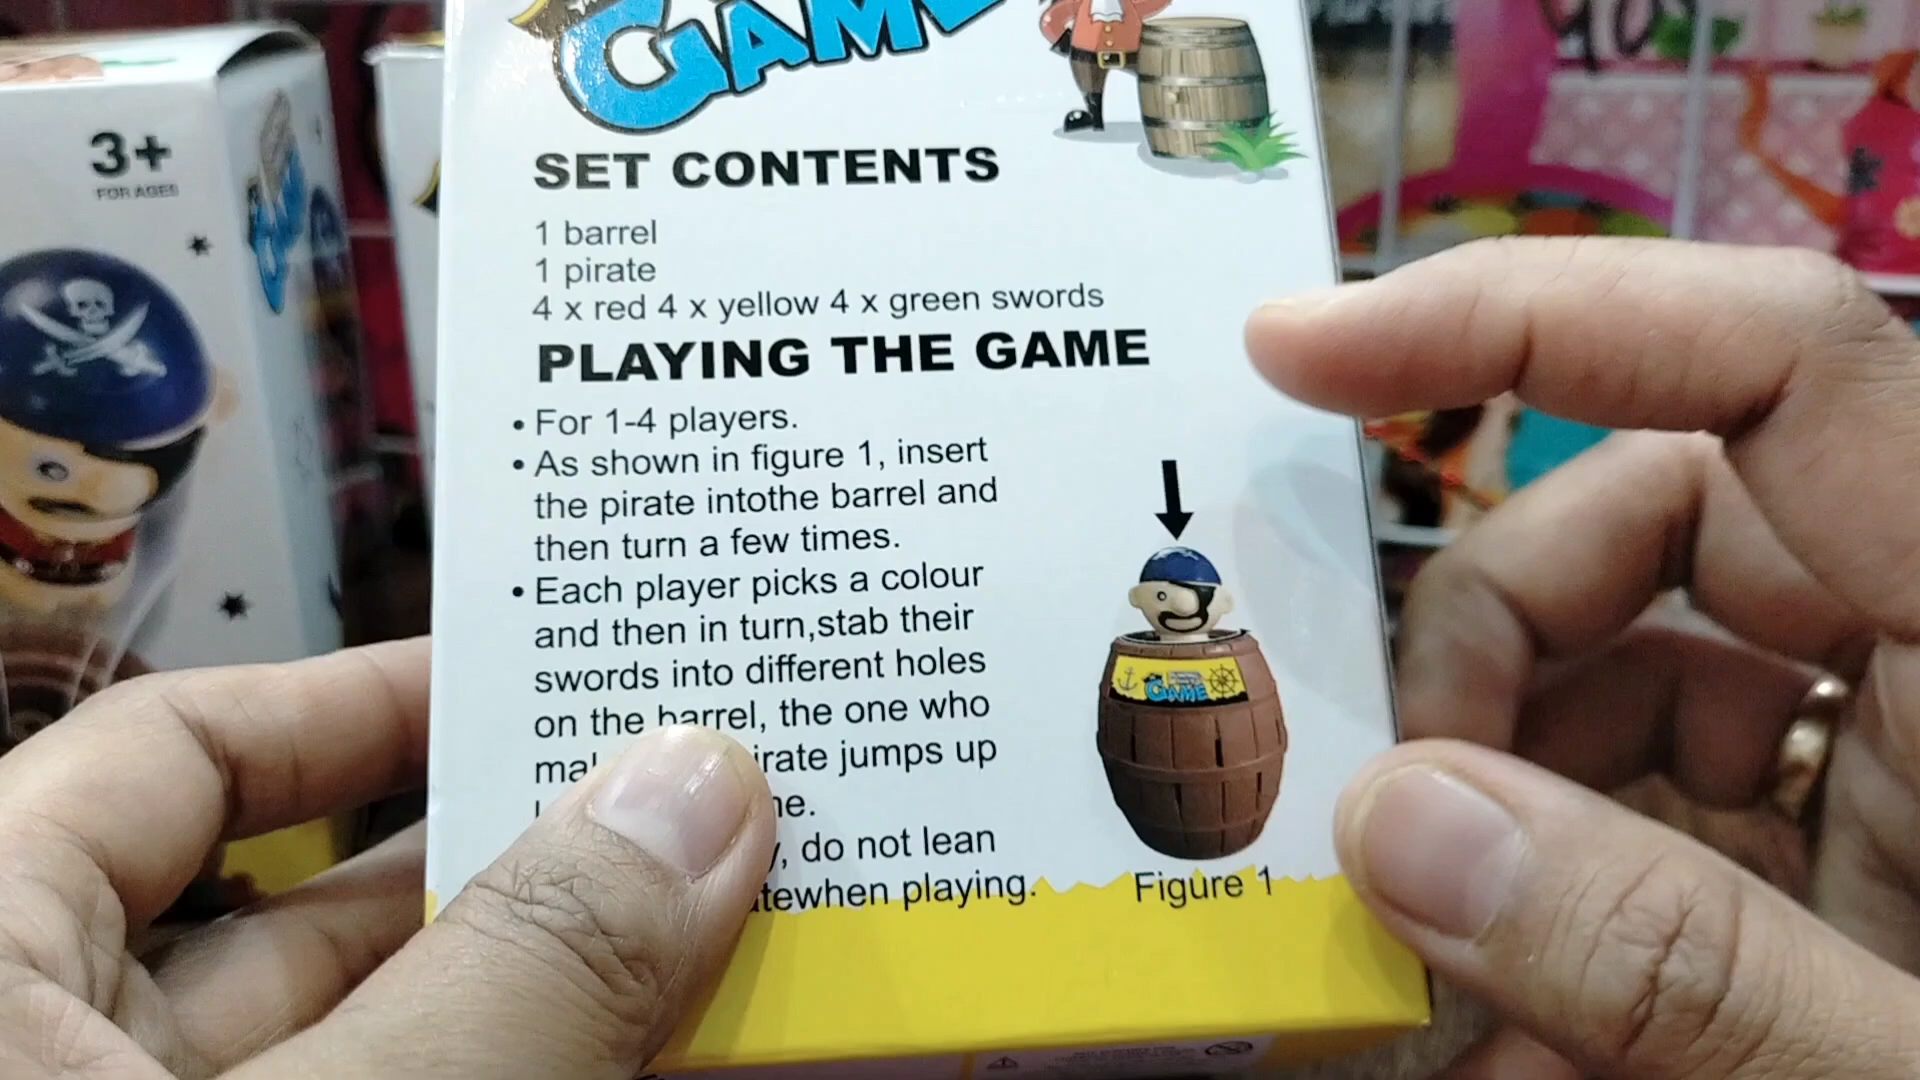 GAME
3+
FOR AGES
SET CONTENTS
1 barrel
1 pirate
4 x red 4 x yellow 4 x green swords
PLAYING THE GAME
• For 1-4 players.
• As shown in figure 1, insert
the pirate intothe barrel and
then turn a few times.
• Each player picks a colour
and then in turn,stab their
swords into different holes
on the barrel, the one who
jumps up
do not lean
playing.
GAME
Figure 1